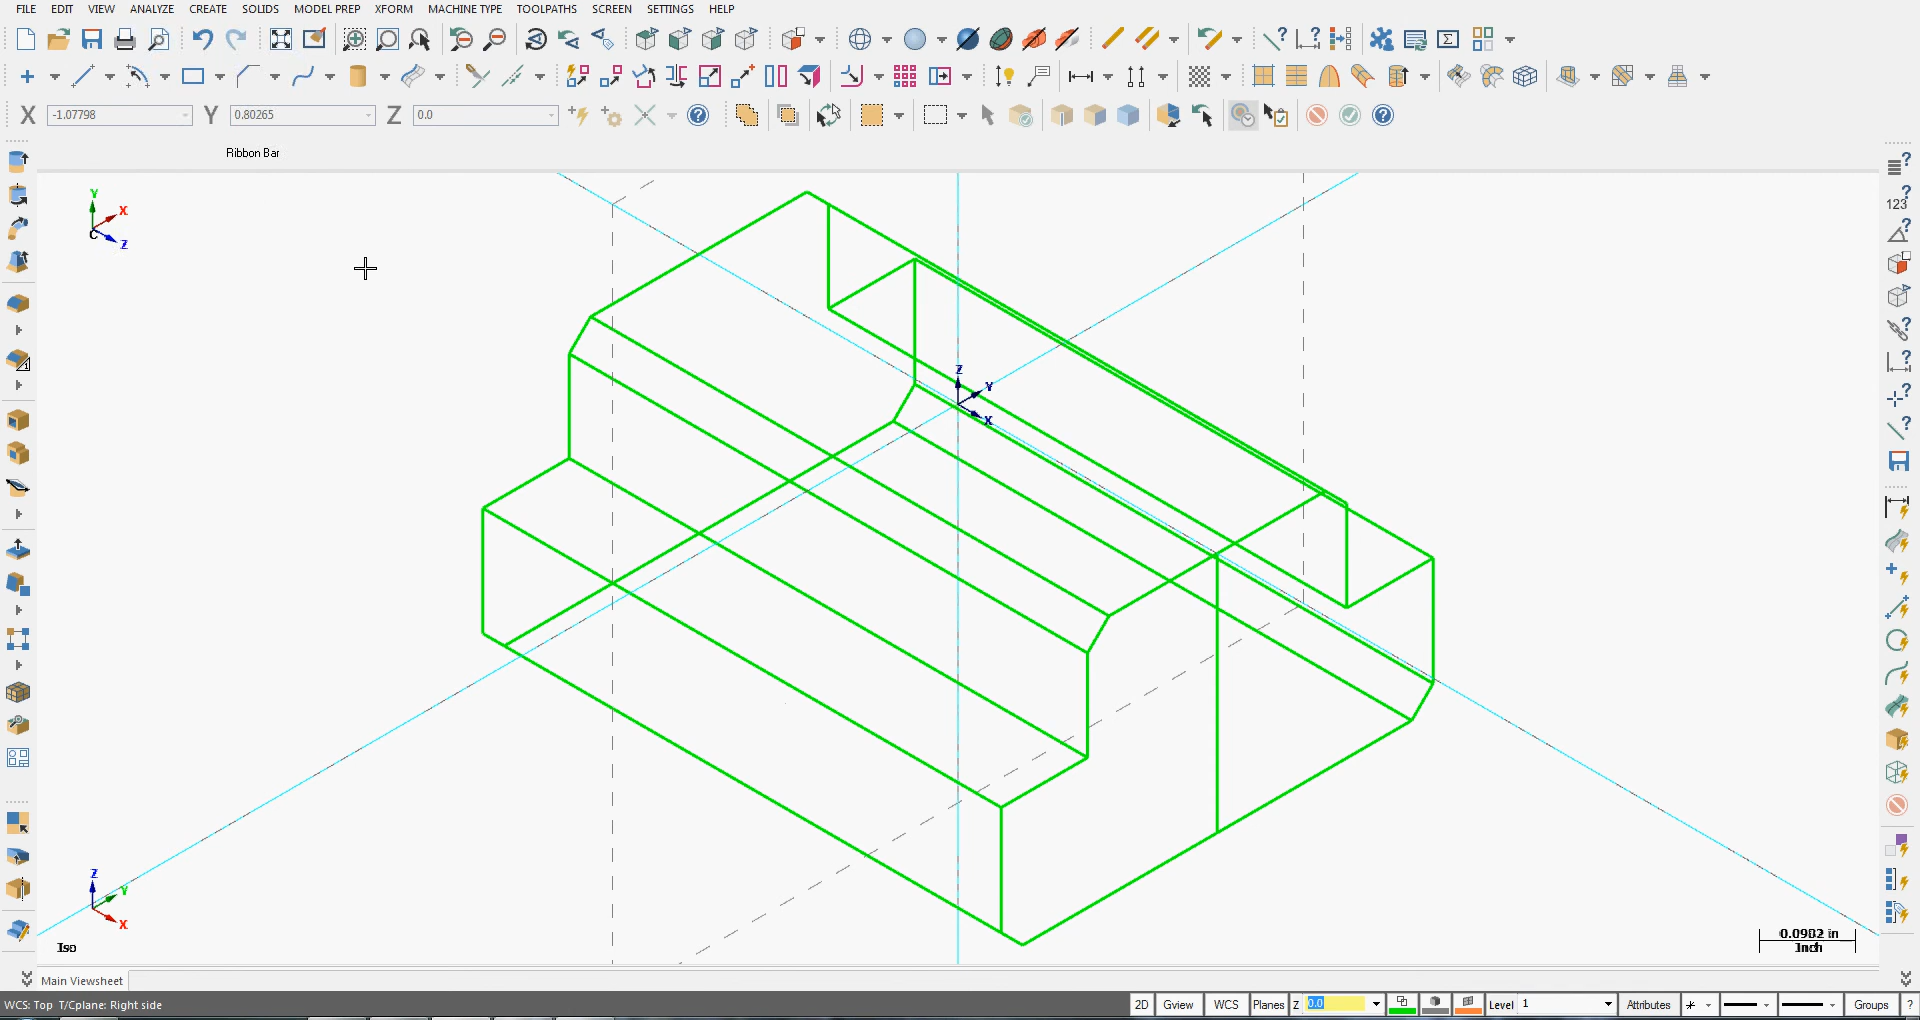 FILE EDIT VIEW ANALYZE CREATE SOLIDS MODEL PREP XFORM MACHINE TYPE TOOLPATHS SCREEN SETTINGS HELP
X -1.07798 Y 0.80265 Z 0.0
Ribbon Bar
Y
X
C
Z
123
Z
Y
X
Z
Y
X
Iso
0.0982 in
Inch
Main Viewsheet
WCS: Top T/Cplane: Right side
2D Gview WCS Planes Z 0.0 Level 1 Attributes Groups ?